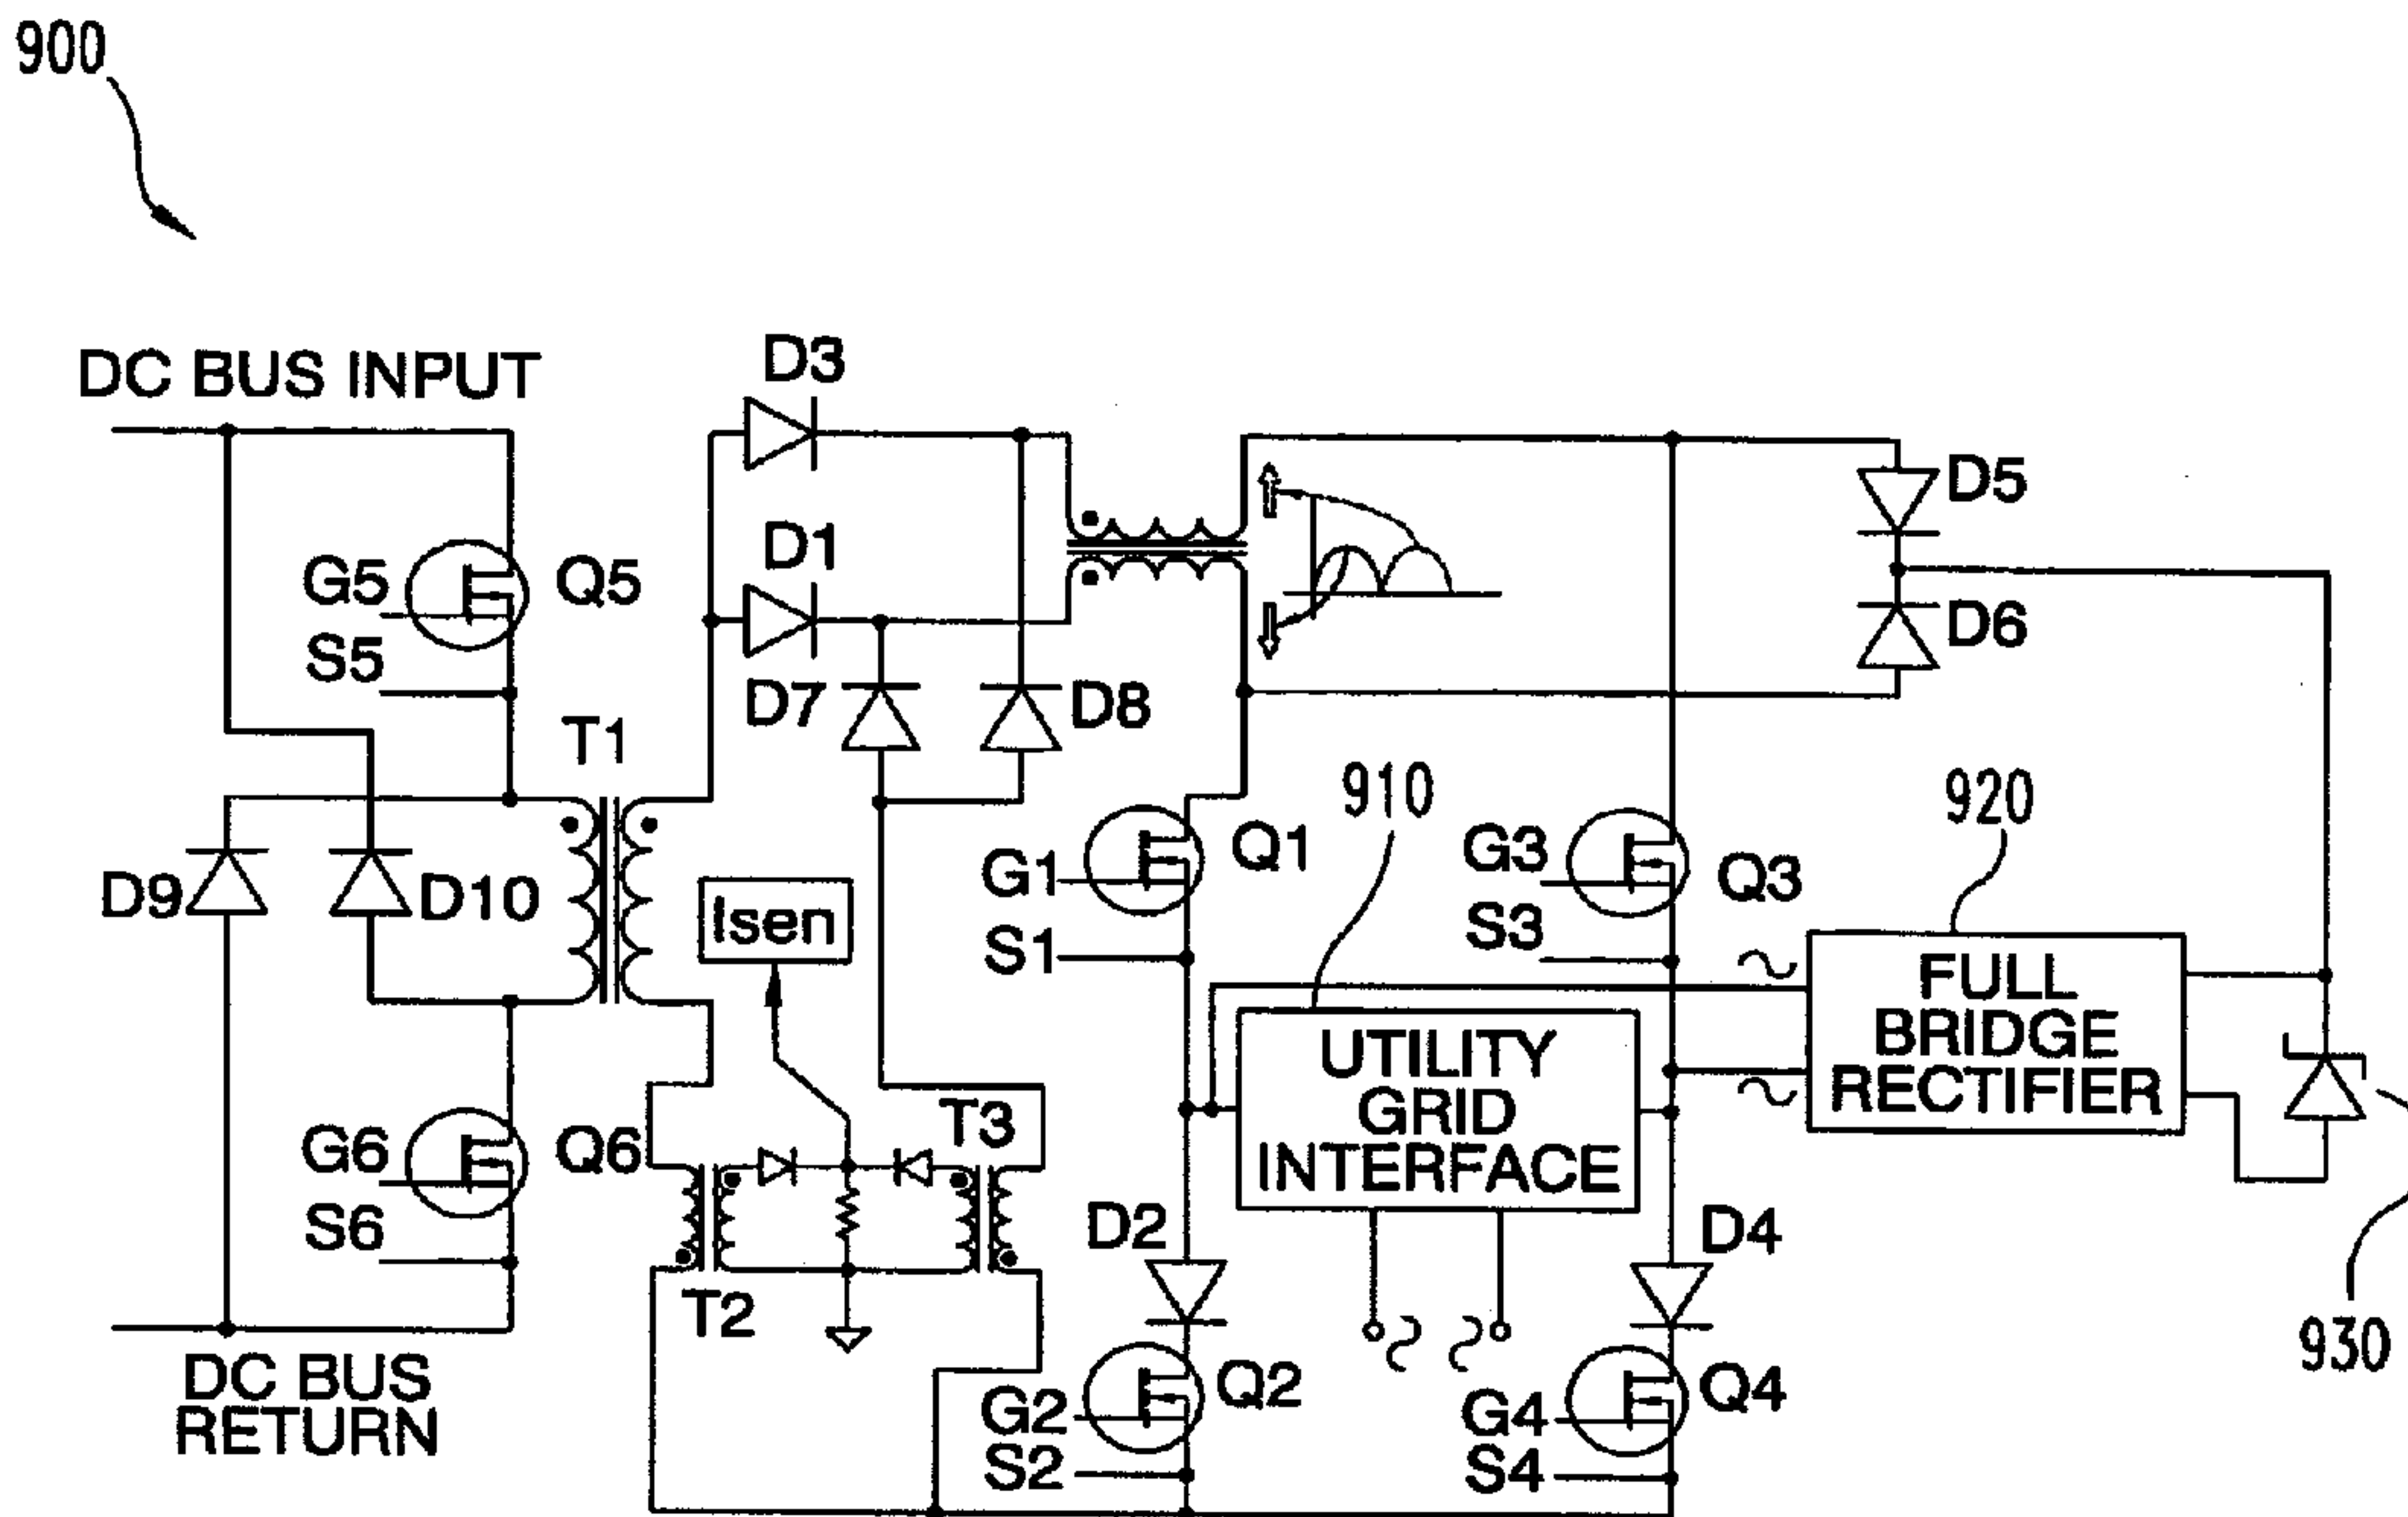 900
DC BUS INPUT
D3
D5
D1
G5
Q5
D6
S5
D7
D8
T1
910
920
G1
Q1
G3
Q3
D9
D10
Isen
S1
S3
FULL
BRIDGE
RECTIFIER
UTILITY
GRID
INTERFACE
T3
G6
Q6
S6
D2
D4
T2
930
DC BUS
RETURN
G2
Q2
G4
Q4
S2
S4